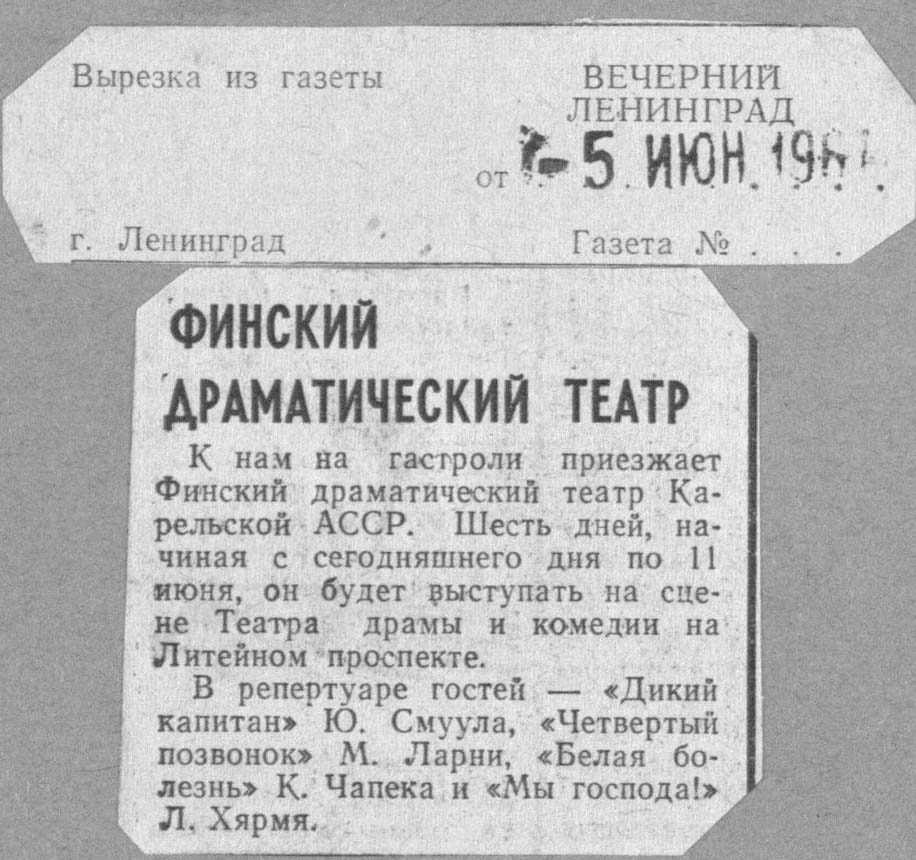 Вырезка из газеты
ВЕЧЕРНИЙ
ЛЕНИНГРАД
от -5 ИЮН. 196
г. Ленинград
Газета № . . .
ФИНСКИЙ
ДРАМАТИЧЕСКИЙ ТЕАТР
К нам на гастроли приезжает
Финский драматический театр Ка-
рельской АССР. Шесть дней, на-
чиная с сегодняшнего дня по 11
июня, он будет выступать на сце-
не Театра драмы и комедии на
Литейном проспекте.
В репертуаре гостей — «Дикий
капитан» Ю. Смуула, «Четвертый
позвонок» М. Ларни, «Белая бо-
лезнь» К. Чапека и «Мы господа!»
Л. Хярмя.